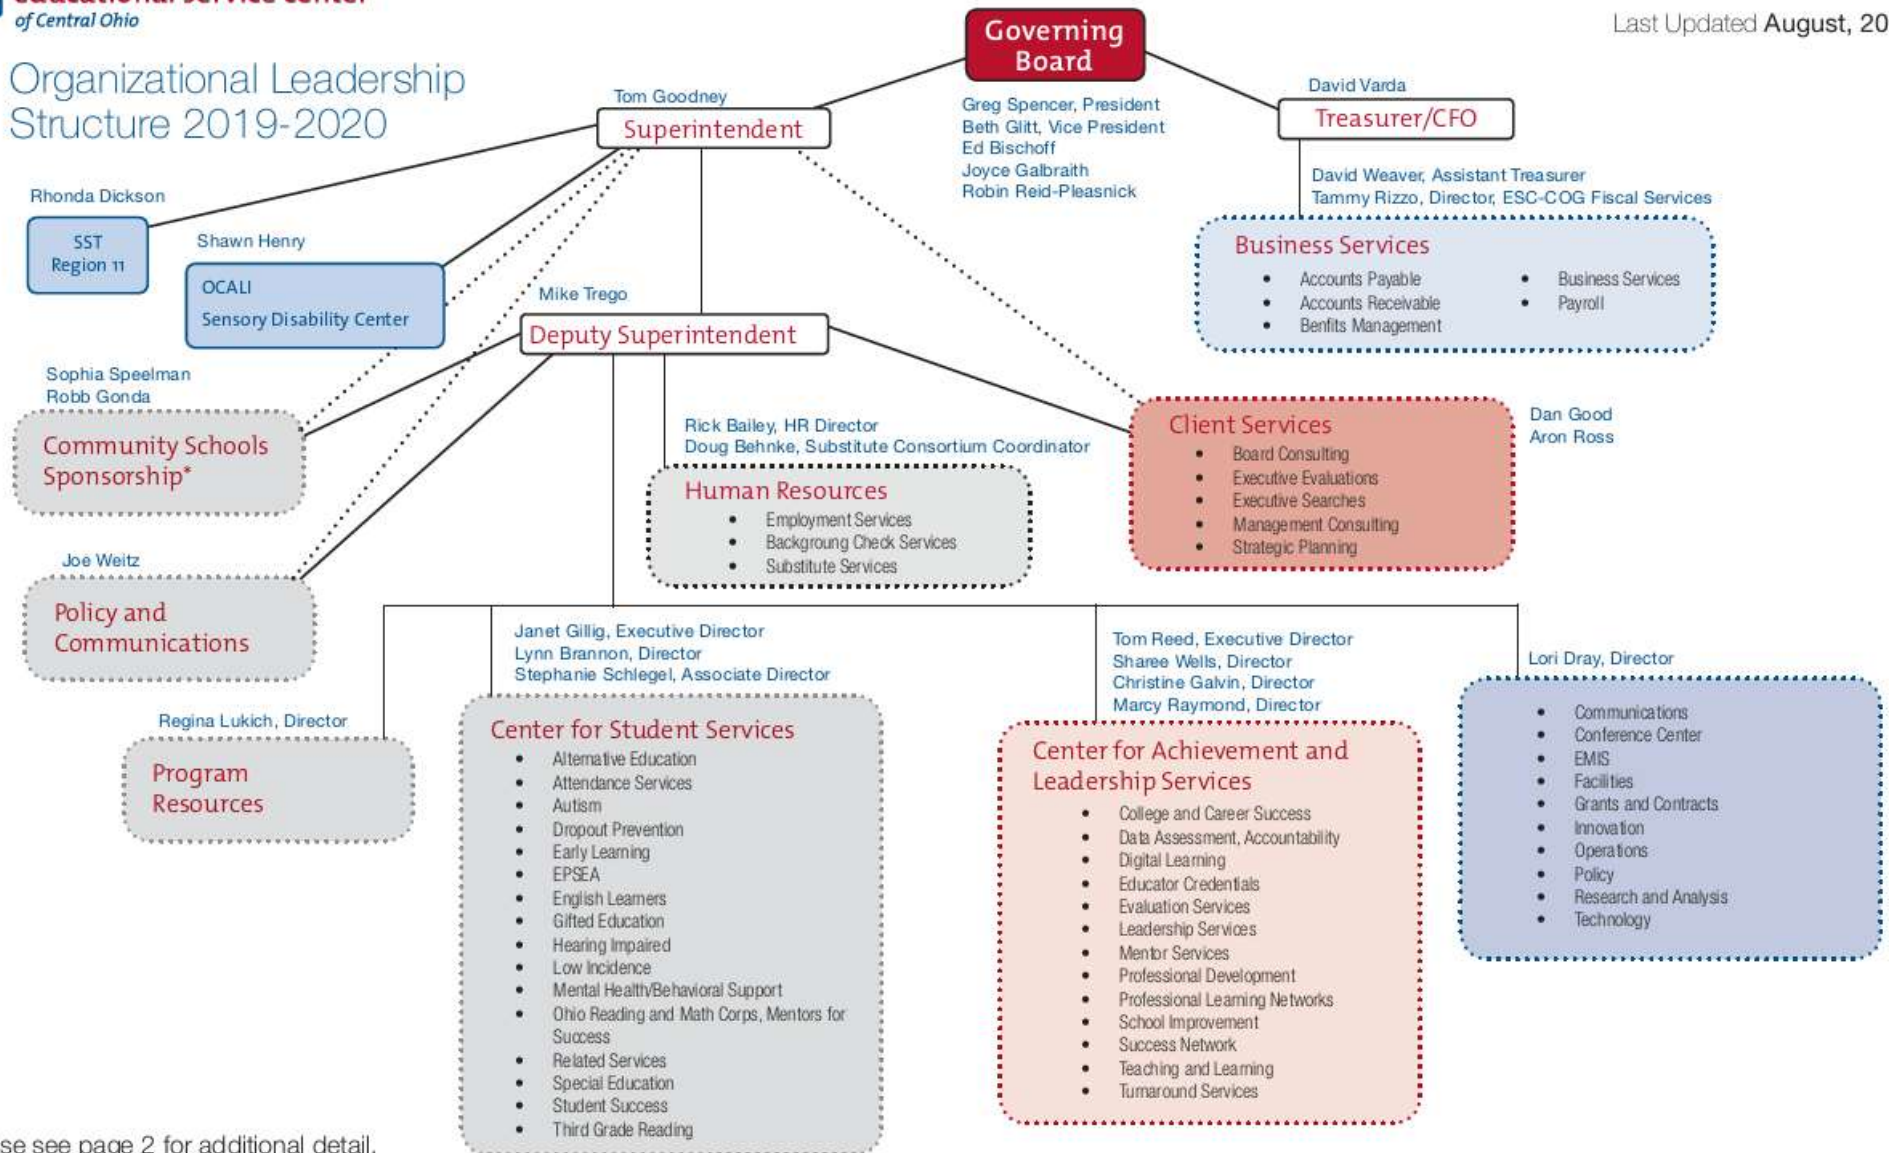 of Central Ohio
Last Updated August, 20
Organizational Leadership
Structure 2019-2020
Governing
Board
Greg Spencer, President
Beth Glitt, Vice President
Ed Bischoff
Joyce Galbraith
Robin Reid-Pleasnick
Tom Goodney
Superintendent
David Varda
Treasurer/CFO
David Weaver, Assistant Treasurer
Tammy Rizzo, Director, ESC-COG Fiscal Services
Business Services
• Accounts Payable
• Accounts Receivable
• Benfits Management
• Business Services
• Payroll
Rhonda Dickson
SST
Region 11
Shawn Henry
OCALI
Sensory Disability Center
Mike Trego
Deputy Superintendent
Sophia Speelman
Robb Gonda
Community Schools
Sponsorship*
Joe Weitz
Policy and
Communications
Rick Bailey, HR Director
Doug Behnke, Substitute Consortium Coordinator
Human Resources
• Employment Services
• Backgroung Check Services
• Substitute Services
Client Services
• Board Consulting
• Executive Evaluations
• Executive Searches
• Management Consulting
• Strategic Planning
Dan Good
Aron Ross
Regina Lukich, Director
Program
Resources
Janet Gillig, Executive Director
Lynn Brannon, Director
Stephanie Schlegel, Associate Director
Center for Student Services
• Alternative Education
• Attendance Services
• Autism
• Dropout Prevention
• Early Learning
• EPSEA
• English Learners
• Gifted Education
• Hearing Impaired
• Low Incidence
• Mental Health/Behavioral Support
• Ohio Reading and Math Corps, Mentors for
Success
• Related Services
• Special Education
• Student Success
• Third Grade Reading
Tom Reed, Executive Director
Sharee Wells, Director
Christine Galvin, Director
Marcy Raymond, Director
Center for Achievement and
Leadership Services
• College and Career Success
• Data Assessment, Accountability
• Digital Learning
• Educator Credentials
• Evaluation Services
• Leadership Services
• Mentor Services
• Professional Development
• Professional Learning Networks
• School Improvement
• Success Network
• Teaching and Learning
• Turnaround Services
Lori Dray, Director
• Communications
• Conference Center
• EMIS
• Facilities
• Grants and Contracts
• Innovation
• Operations
• Policy
• Research and Analysis
• Technology
se see page 2 for additional detail.